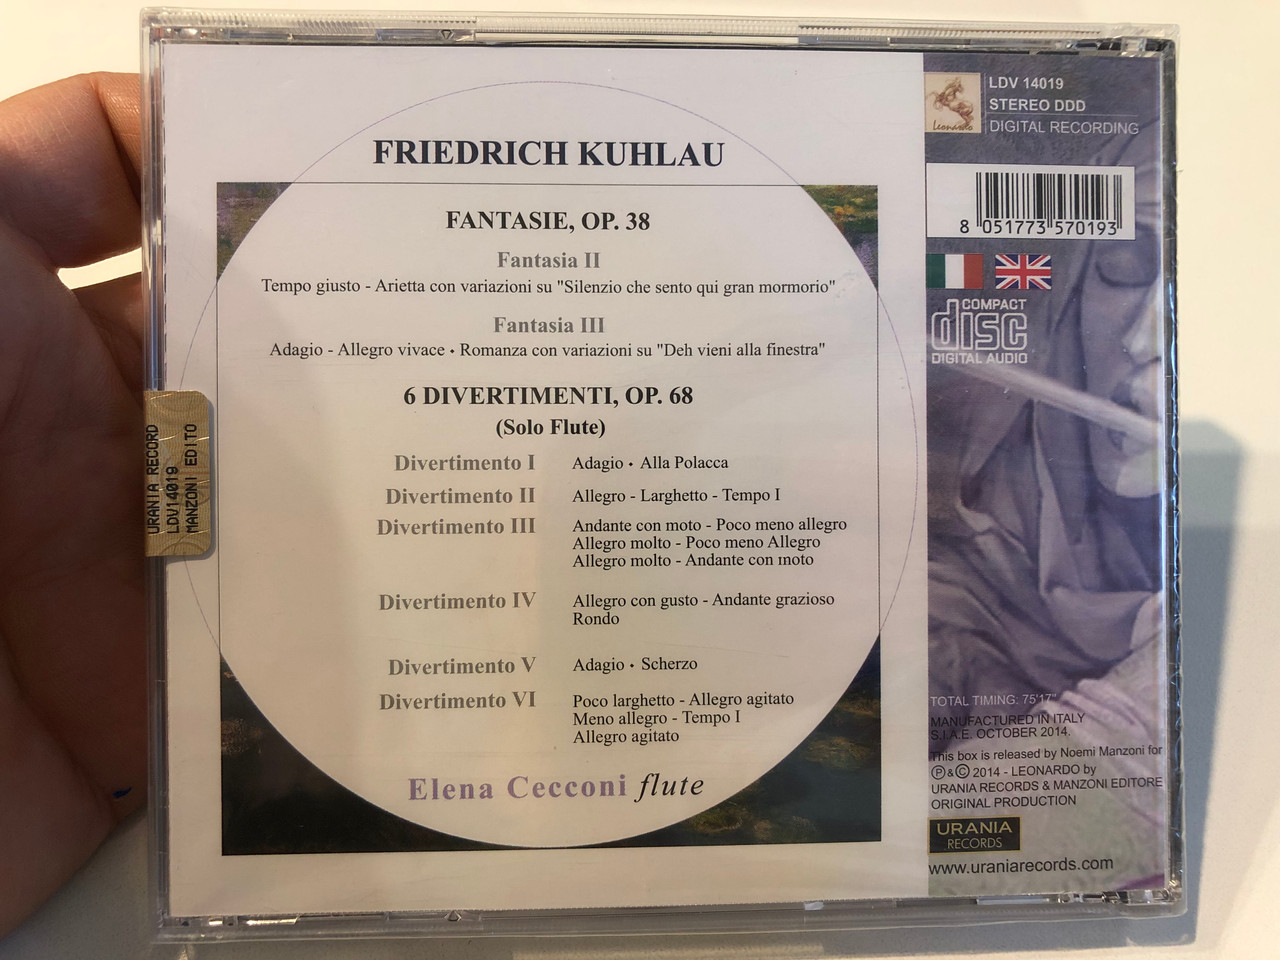 FRIEDRICH KUHLAU
FANTASIE, OP. 38
Fantasia II
Tempo giusto - Arietta con variazioni su "Silenzio che sento qui gran mormorio"
Fantasia III
Adagio - Allegro vivace • Romanza con variazioni su "Deh vieni alla finestra"
6 DIVERTIMENTI, OP. 68
(Solo Flute)
Divertimento I Adagio • Alla Polacca
Divertimento II Allegro - Larghetto - Tempo I
Divertimento III Andante con moto - Poco meno allegro
Allegro molto - Poco meno Allegro
Allegro molto - Andante con moto
Divertimento IV Allegro con gusto - Andante grazioso
Rondo
Divertimento V Adagio • Scherzo
Divertimento VI Poco larghetto - Allegro agitato
Meno allegro - Tempo I
Allegro agitato
Elena Cecconi flute
URANIA RECORD
LDV14019
MANZONI EDITO
Leonardo
LDV 14019
STEREO DDD
DIGITAL RECORDING
8 051773 570193
COMPACT
disc
DIGITAL AUDIO
TOTAL TIMING: 75'17"
MANUFACTURED IN ITALY
S.I.A.E. OCTOBER 2014.
This box is released by Noemi Manzoni for
Ⓟ&© 2014 - LEONARDO by
URANIA RECORDS & MANZONI EDITORE
ORIGINAL PRODUCTION
URANIA
RECORDS
www.uraniarecords.com